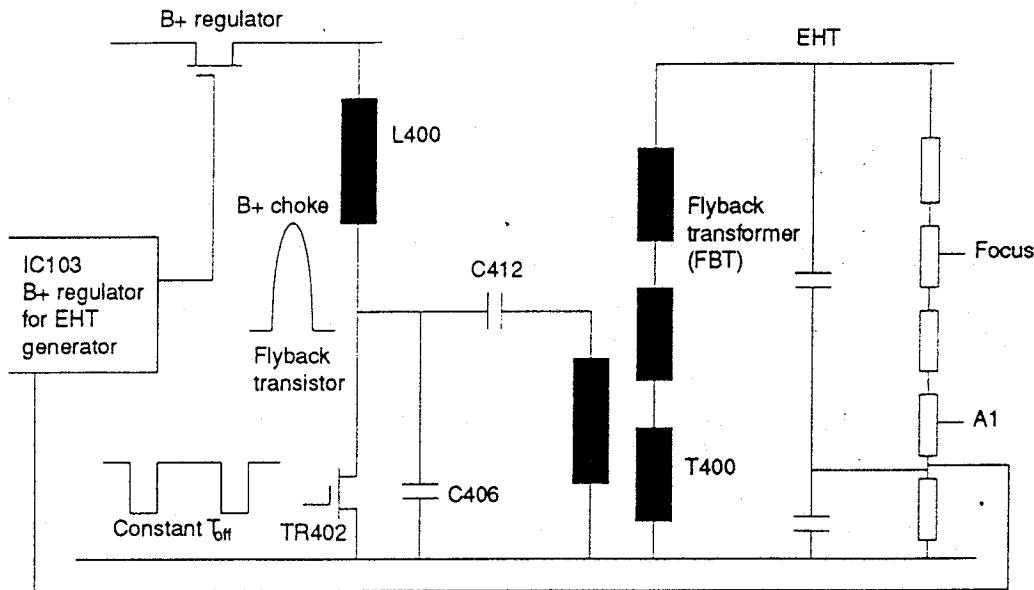 B+ regulator
EHT
L400
B+ choke
Flyback
transformer
(FBT)
Focus
IC103
B+ regulator
for EHT
generator
C412
Flyback
transistor
A1
T400
C406
Constant Toff
TR402